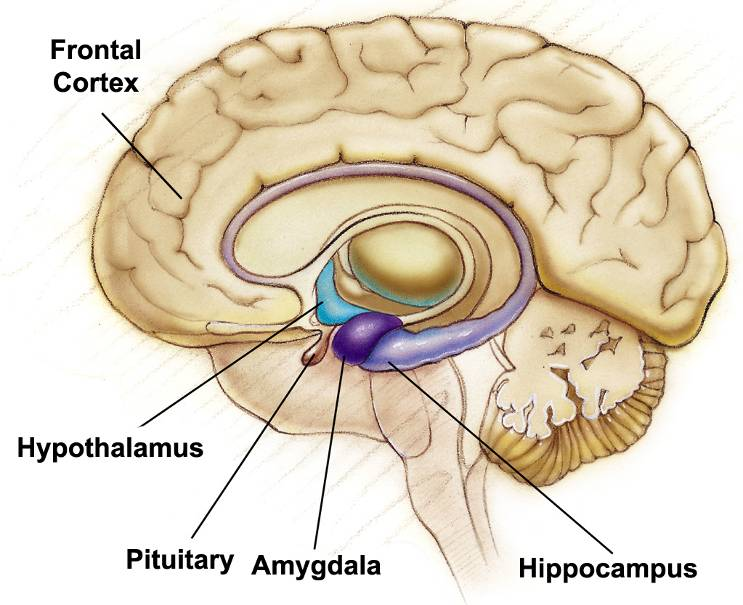 Frontal
Cortex
Hypothalamus
Pituitary
Amygdala
Hippocampus